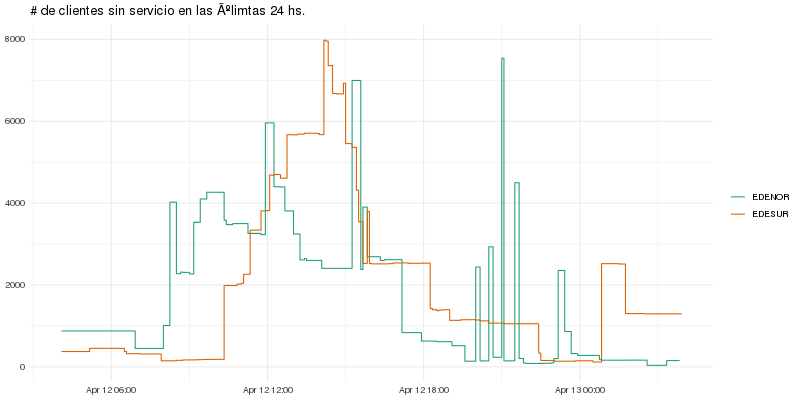 # de clientes sin servicio en las Ãºlimtas 24 hs.
8000
6000
4000
2000
0
Apr 12 06:00
Apr 12 12:00
Apr 12 18:00
Apr 13 00:00
EDENOR
EDESUR